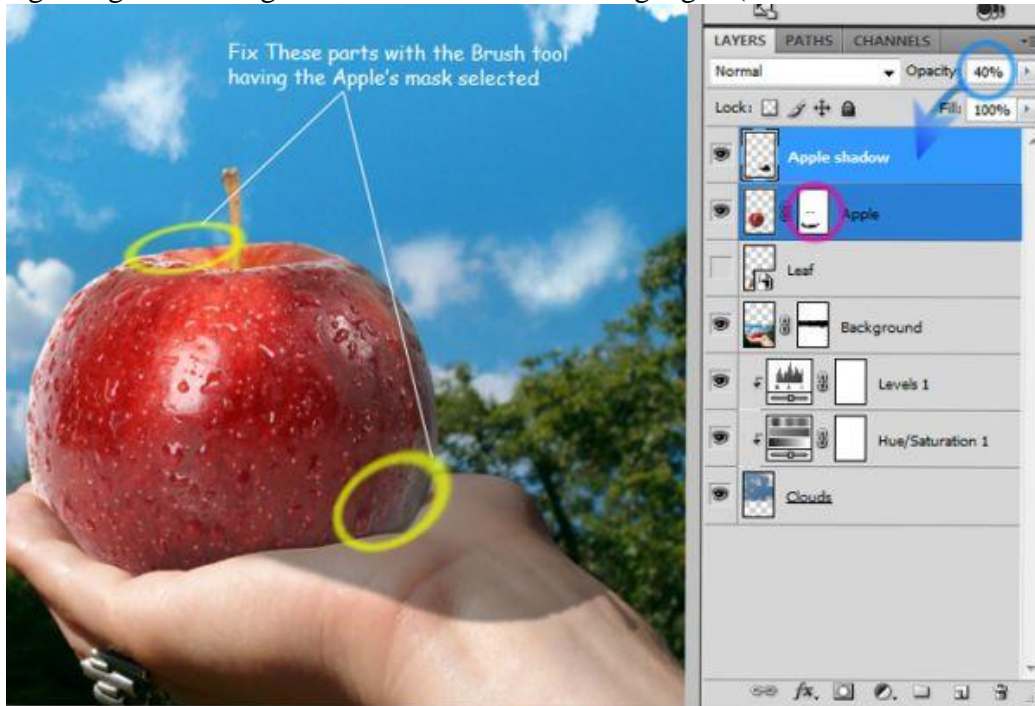 Fix These parts with the Brush tool
having the Apple's mask selected
LAYERS PATHS CHANNELS
Normal Opacity: 40%
Lock: Fill: 100%
Apple shadow
Apple
Leaf
Background
Levels 1
Hue/Saturation 1
Clouds
fx.